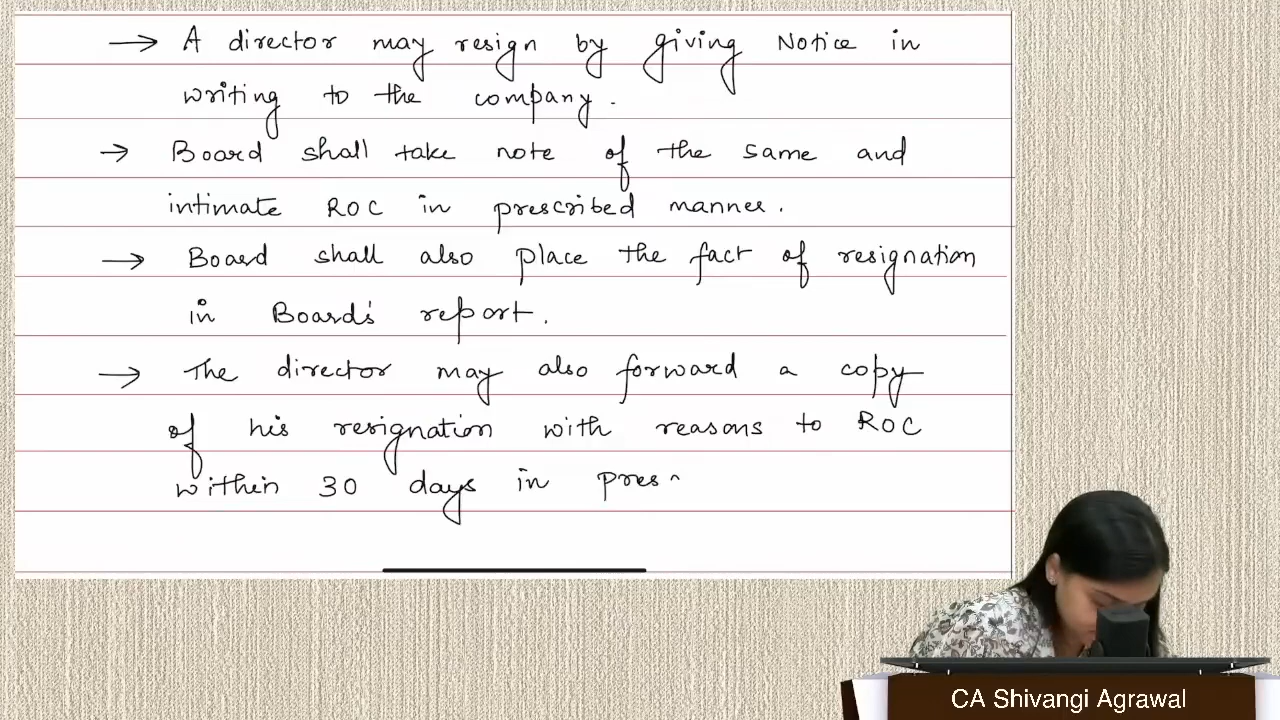 → A director may resign by giving Notice in
writing to the company.
→ Board shall take note of the same and
intimate ROC in prescribed manner.
→ Board shall also place the fact of resignation
in Board's report.
→ The director may also forward a copy
of his resignation with reasons to ROC
within 30 days in pres
CA Shivangi Agrawal